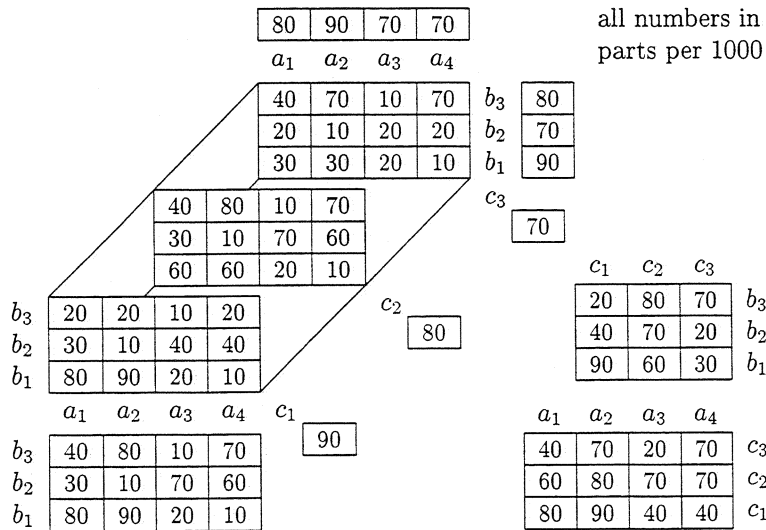 80 90 70 70
all numbers in
parts per 1000
a1 a2 a3 a4
40 70 10 70 b3 80
20 10 20 20 b2 70
30 30 20 10 b1 90
c3
70
40 80 10 70
30 10 70 60
60 60 20 10
c2
80
b3 20 20 10 20
b2 30 10 40 40
b1 80 90 20 10
a1 a2 a3 a4 c1
90
b3 40 80 10 70
b2 30 10 70 60
b1 80 90 20 10
c1 c2 c3
20 80 70 b3
40 70 20 b2
90 60 30 b1
a1 a2 a3 a4
40 70 20 70 c3
60 80 70 70 c2
80 90 40 40 c1